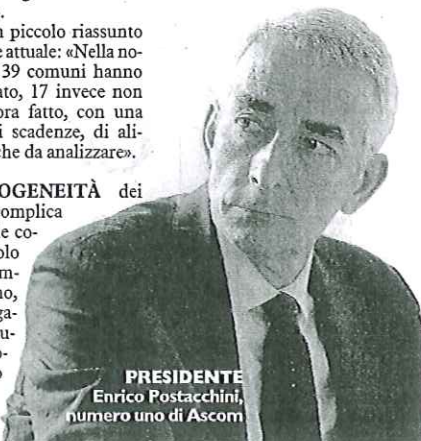 .
piccolo riassunto
e attuale: «Nella no-
39 comuni hanno
ato, 17 invece non
ora fatto, con una
i scadenze, di ali-
che da analizzare».
OGENEITÀ dei
omplica
e co-
olo
m-
no,
ga-
u-
o-
PRESIDENTE
Enrico Postacchini,
numero uno di Ascom